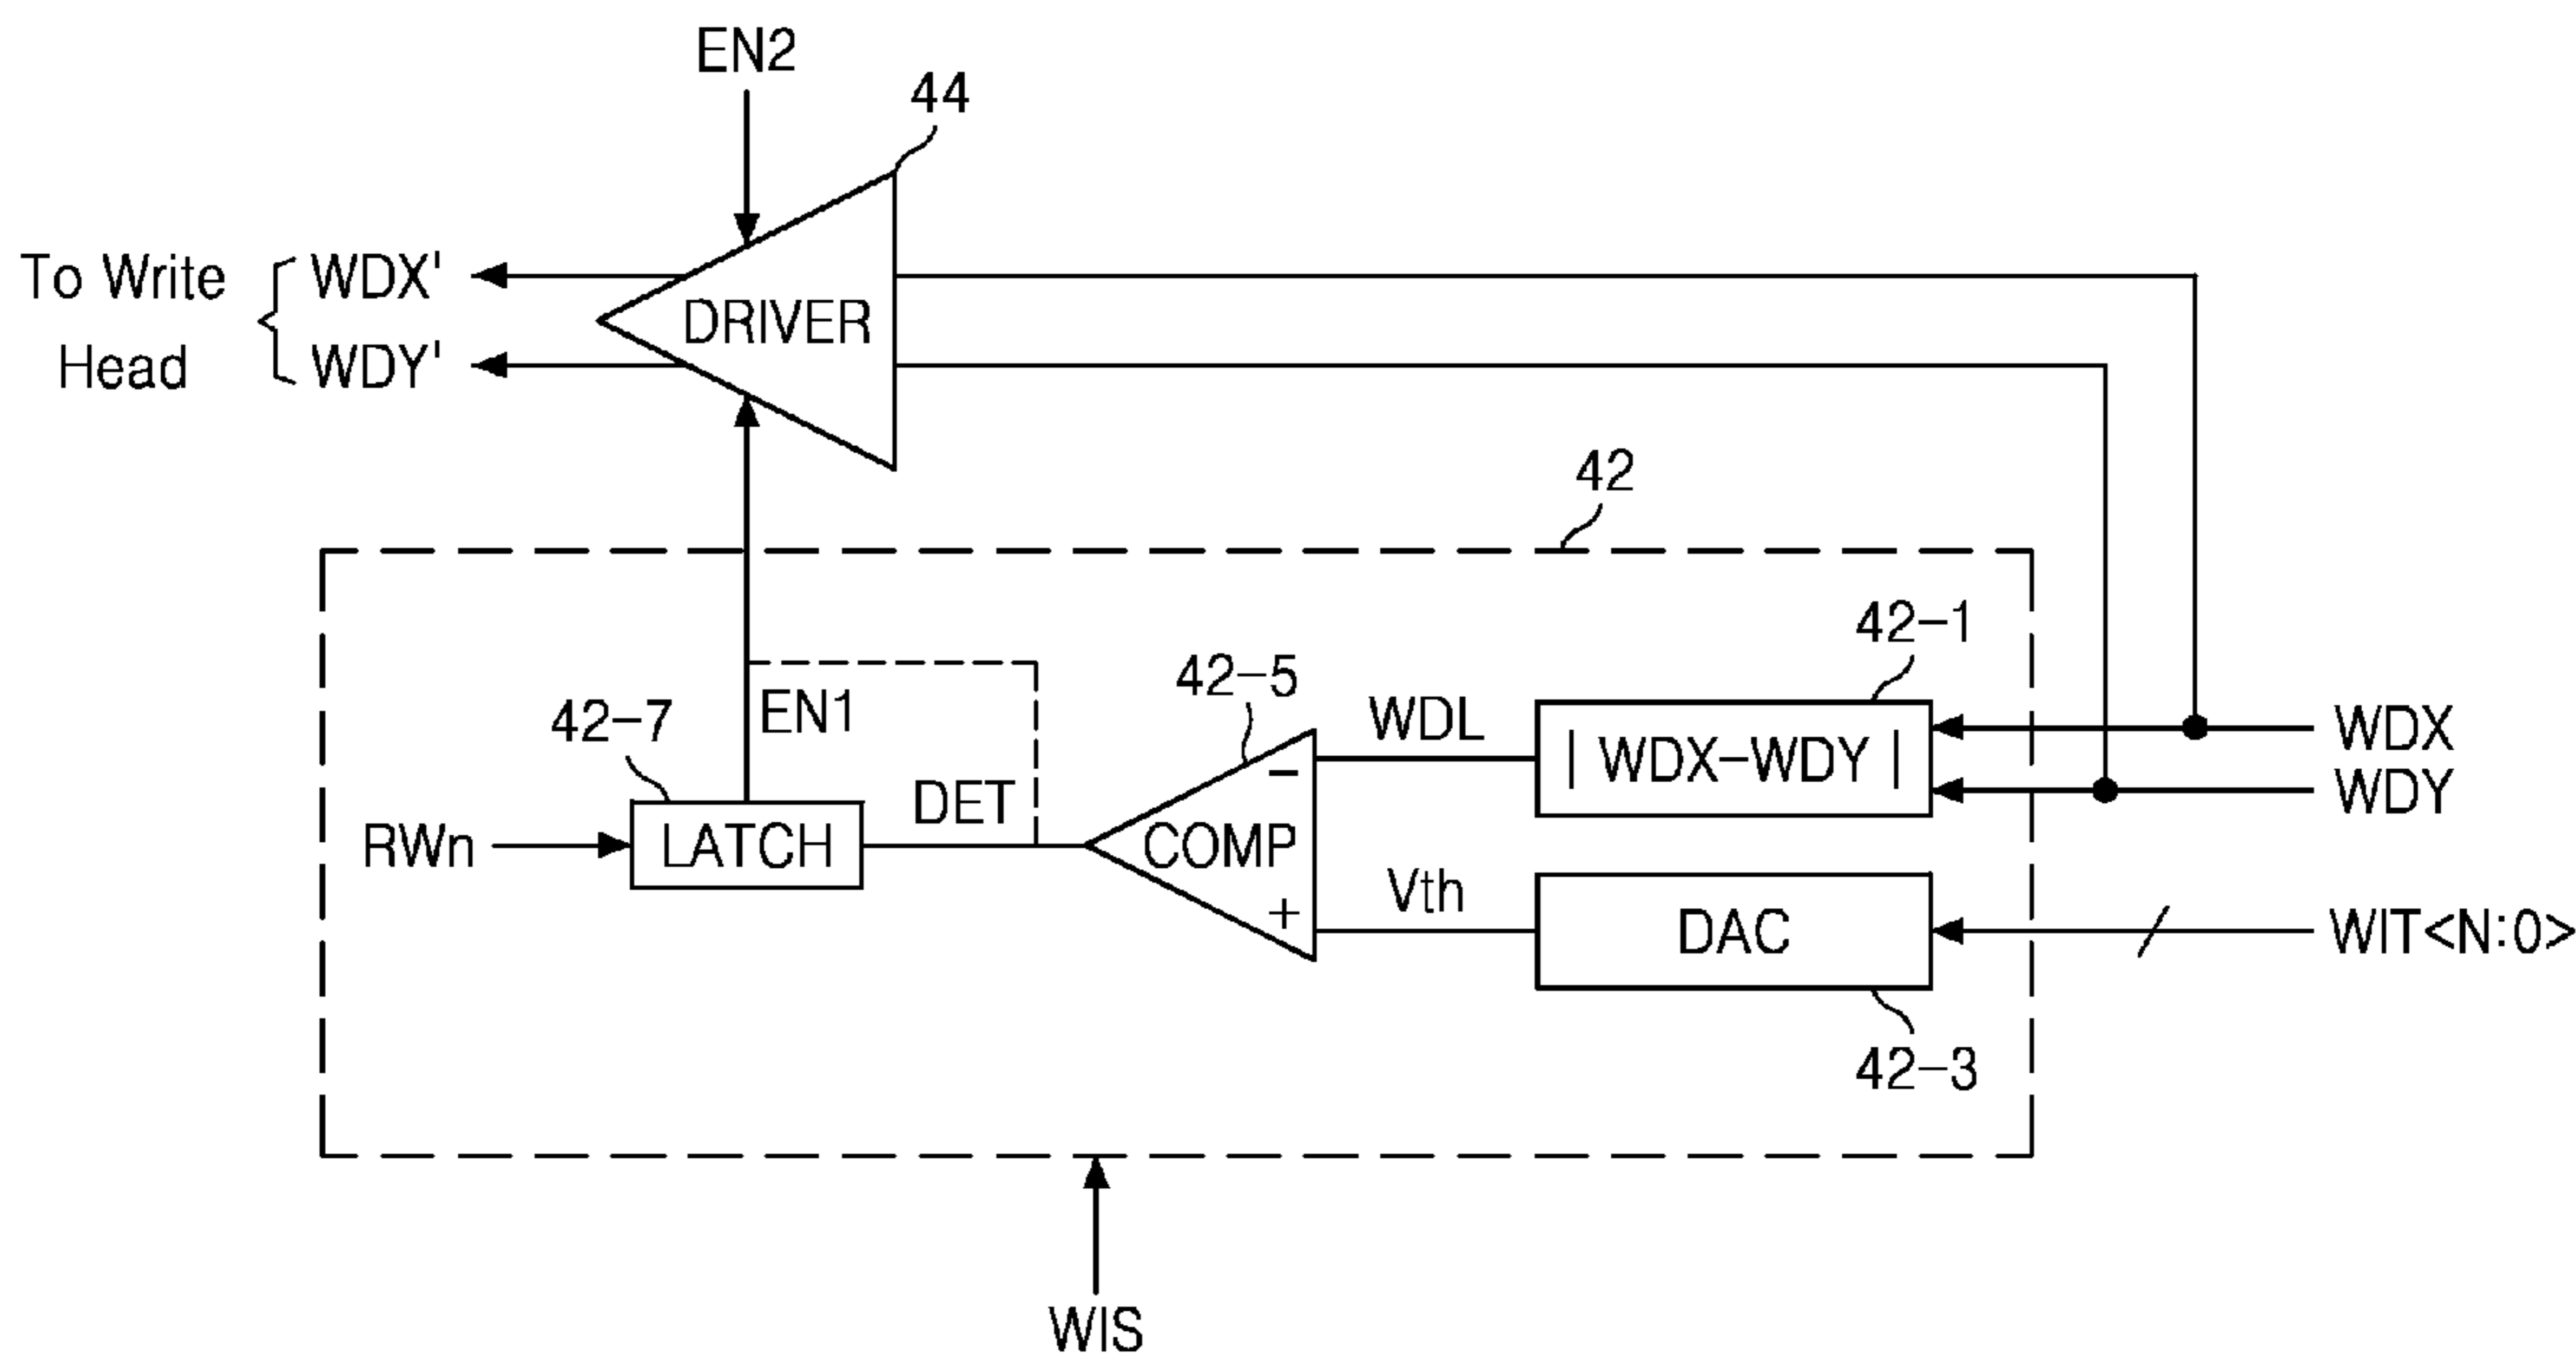 EN2
44
To Write
Head
WDX'
WDY'
DRIVER
42
42-1
42-5
WDL
| WDX-WDY |
WDX
WDY
42-7
EN1
DET
RWn
LATCH
COMP
-
+
Vth
DAC
WIT<N:0>
42-3
WIS